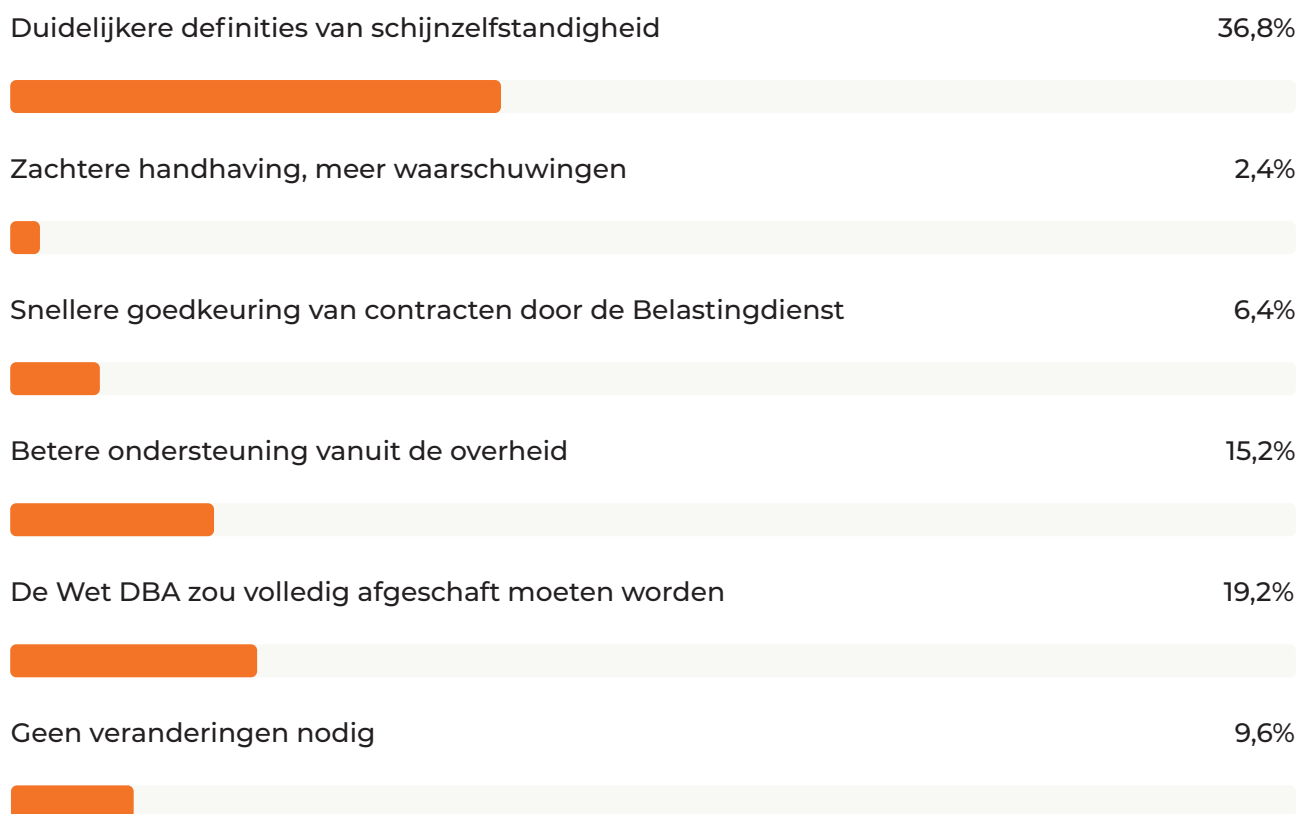 Duidelijkere definities van schijnzelfstandigheid 36,8%
Zachtere handhaving, meer waarschuwingen 2,4%
Snellere goedkeuring van contracten door de Belastingdienst 6,4%
Betere ondersteuning vanuit de overheid 15,2%
De Wet DBA zou volledig afgeschaft moeten worden 19,2%
Geen veranderingen nodig 9,6%